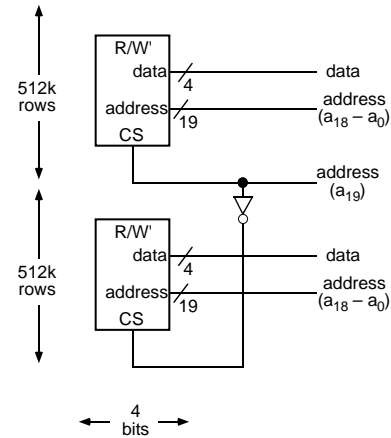 R/W'
data
4
data
512k
rows
address
19
address
(a18 – a0)
CS
address
(a19)
R/W'
data
4
data
512k
rows
address
19
address
(a18 – a0)
CS
4
bits